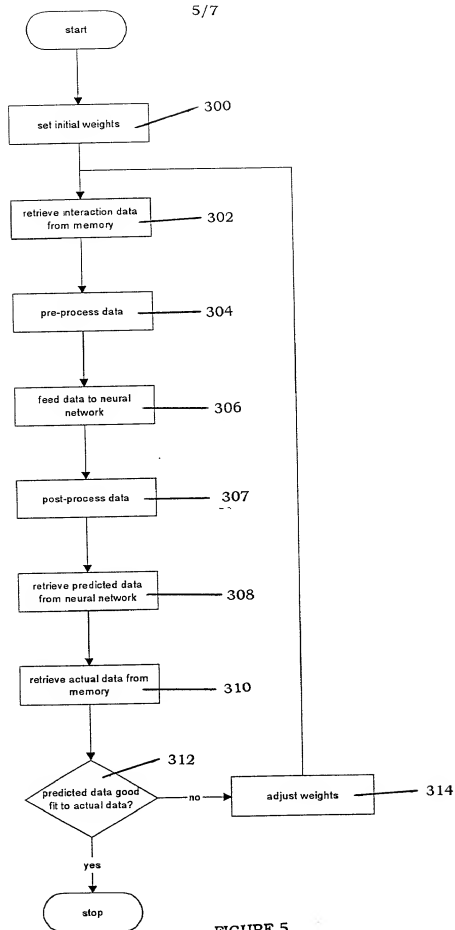 5/7
start
set initial weights
300
retrieve interaction data
from memory
302
pre-process data
304
feed data to neural
network
306
post-process data
307
retrieve predicted data
from neural network
308
retrieve actual data from
memory
310
312
predicted data good
fit to actual data?
no
adjust weights
314
yes
stop
FIGURE 5